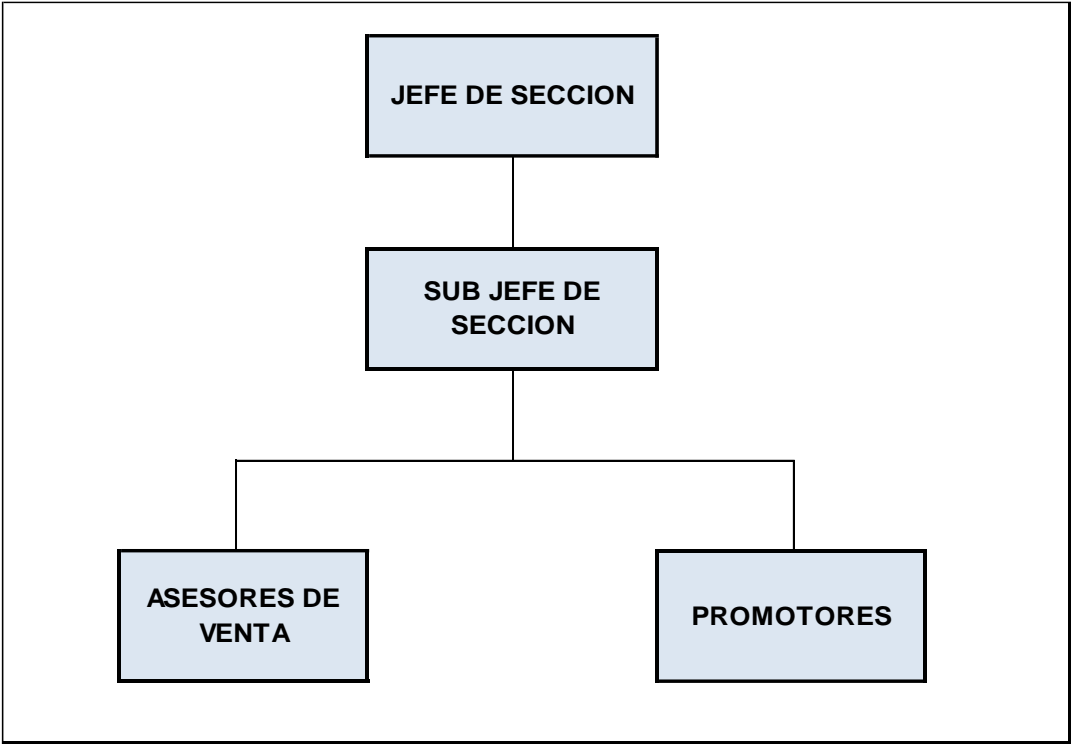 JEFE DE SECCION
SUB JEFE DE
SECCION
ASESORES DE
VENTA
PROMOTORES